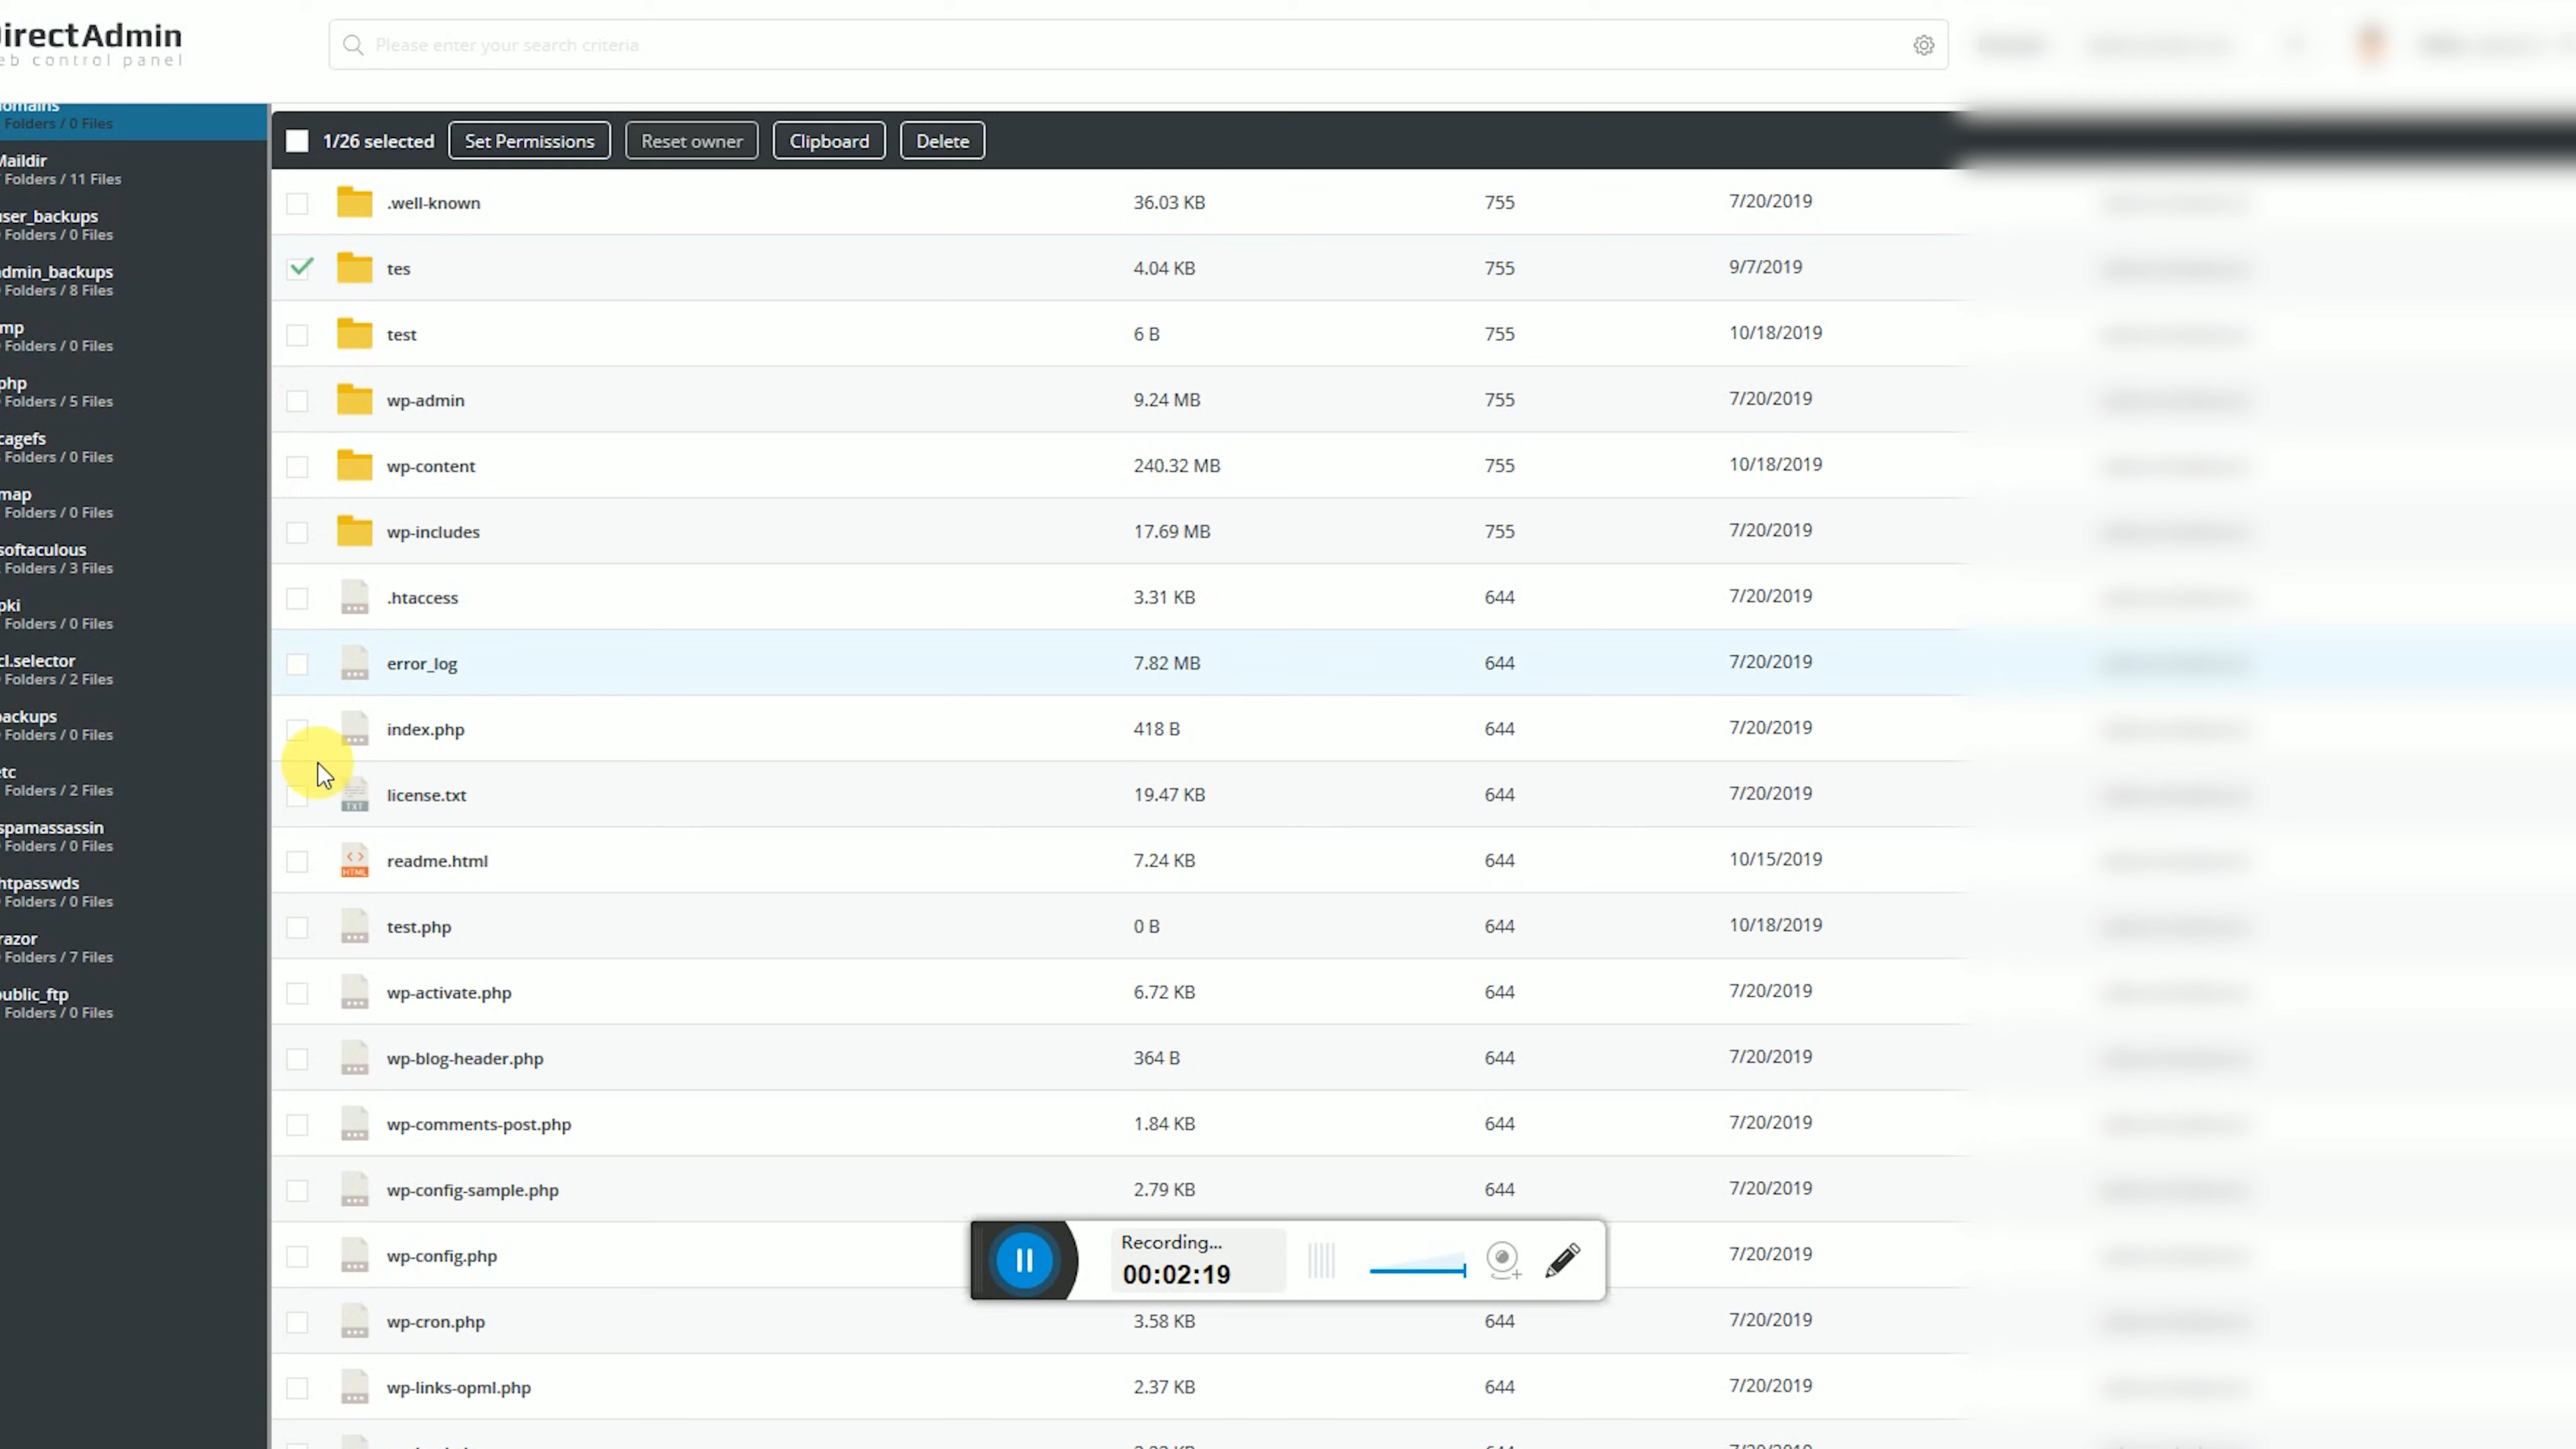 irectAdmin
eb control panel
Please enter your search criteria
omains
Folders / 0 Files
Maildir
Folders / 11 Files
user_backups
Folders / 0 Files
admin_backups
Folders / 8 Files
mp
Folders / 0 Files
php
Folders / 5 Files
cagefs
Folders / 0 Files
map
Folders / 0 Files
softaculous
Folders / 3 Files
pki
Folders / 0 Files
cl.selector
Folders / 2 Files
backups
Folders / 0 Files
etc
Folders / 2 Files
spamassassin
Folders / 0 Files
htpasswds
Folders / 0 Files
razor
Folders / 7 Files
public_ftp
Folders / 0 Files
1/26 selected Set Permissions Reset owner Clipboard Delete
.well-known 36.03 KB 755 7/20/2019
tes 4.04 KB 755 9/7/2019
test 6 B 755 10/18/2019
wp-admin 9.24 MB 755 7/20/2019
wp-content 240.32 MB 755 10/18/2019
wp-includes 17.69 MB 755 7/20/2019
.htaccess 3.31 KB 644 7/20/2019
error_log 7.82 MB 644 7/20/2019
index.php 418 B 644 7/20/2019
TXT license.txt 19.47 KB 644 7/20/2019
HTML readme.html 7.24 KB 644 10/15/2019
test.php 0 B 644 10/18/2019
wp-activate.php 6.72 KB 644 7/20/2019
wp-blog-header.php 364 B 644 7/20/2019
wp-comments-post.php 1.84 KB 644 7/20/2019
wp-config-sample.php 2.79 KB 644 7/20/2019
wp-config.php 7/20/2019
Recording...
00:02:19
wp-cron.php 3.58 KB 644 7/20/2019
wp-links-opml.php 2.37 KB 644 7/20/2019